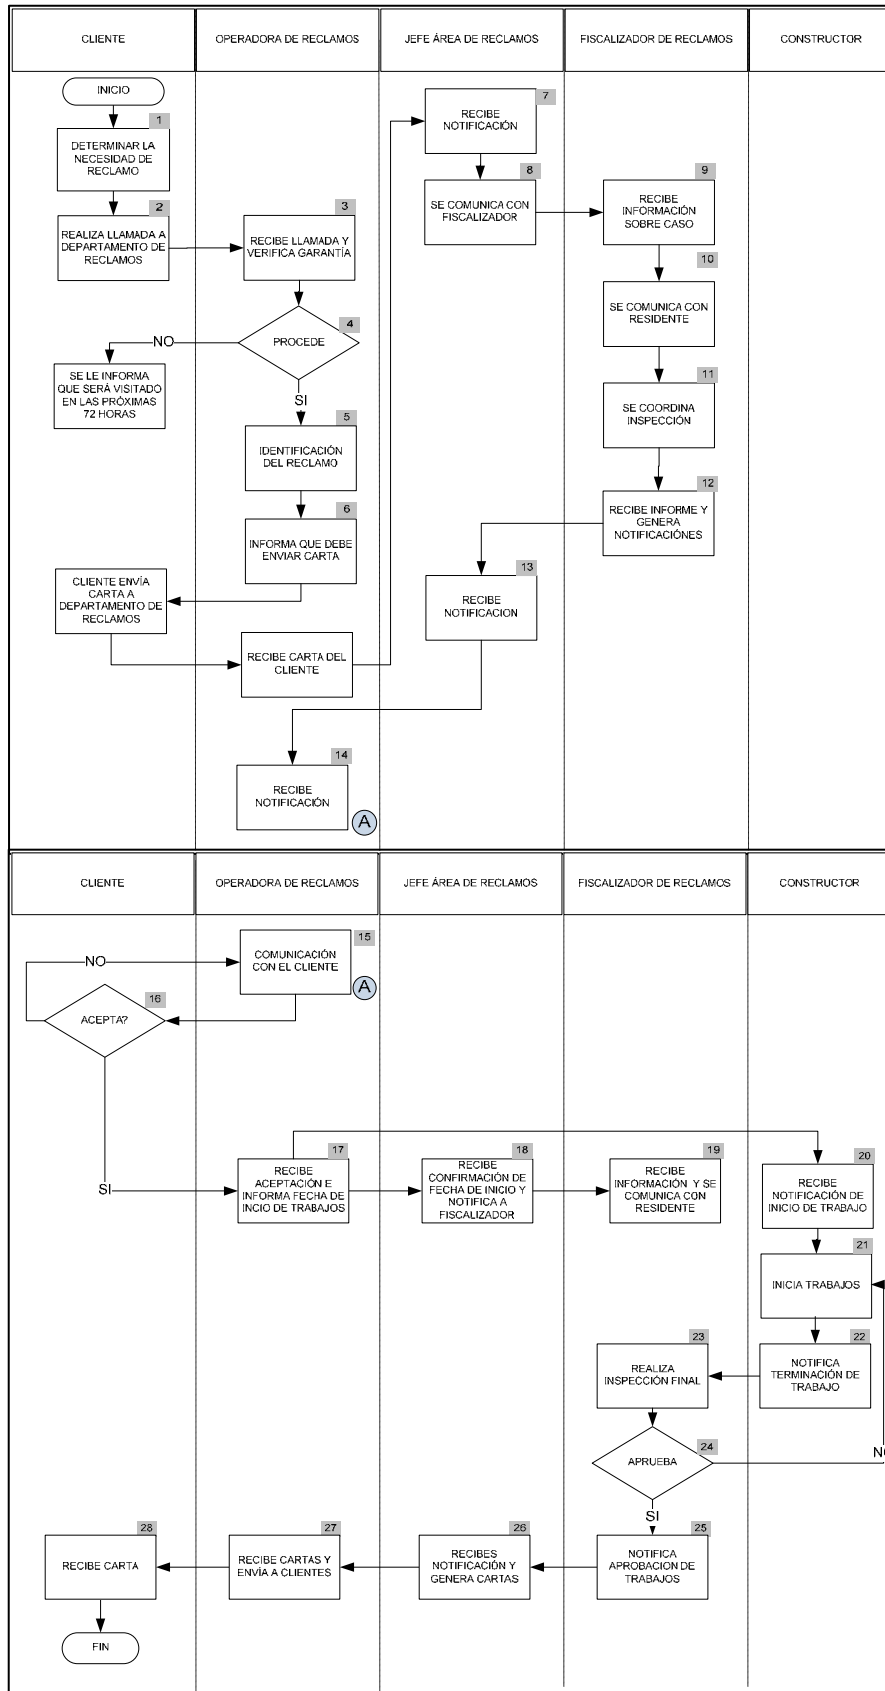 CLIENTE
OPERADORA DE RECLAMOS
JEFE ÁREA DE RECLAMOS
FISCALIZADOR DE RECLAMOS
CONSTRUCTOR
INICIO
1
DETERMINAR LA
NECESIDAD DE
RECLAMO
2
REALIZA LLAMADA A
DEPARTAMENTO DE
RECLAMOS
3
RECIBE LLAMADA Y
VERIFICA GARANTÍA
4
PROCEDE
NO
SE LE INFORMA
QUE SERÁ VISITADO
EN LAS PRÓXIMAS
72 HORAS
SI
5
IDENTIFICACIÓN
DEL RECLAMO
6
INFORMA QUE DEBE
ENVIAR CARTA
CLIENTE ENVÍA
CARTA A
DEPARTAMENTO DE
RECLAMOS
RECIBE CARTA DEL
CLIENTE
7
RECIBE
NOTIFICACIÓN
8
SE COMUNICA CON
FISCALIZADOR
9
RECIBE
INFORMACIÓN
SOBRE CASO
10
SE COMUNICA CON
RESIDENTE
11
SE COORDINA
INSPECCIÓN
12
RECIBE INFORME Y
GENERA
NOTIFICACIÓNES
13
RECIBE
NOTIFICACION
14
RECIBE
NOTIFICACIÓN
A
CLIENTE
OPERADORA DE RECLAMOS
JEFE ÁREA DE RECLAMOS
FISCALIZADOR DE RECLAMOS
CONSTRUCTOR
15
COMUNICACIÓN
CON EL CLIENTE
A
NO
16
ACEPTA?
SI
17
RECIBE
ACEPTACIÓN E
INFORMA FECHA DE
INCIO DE TRABAJOS
18
RECIBE
CONFIRMACIÓN DE
FECHA DE INICIO Y
NOTIFICA A
FISCALIZADOR
19
RECIBE
INFORMACIÓN Y SE
COMUNICA CON
RESIDENTE
20
RECIBE
NOTIFICACIÓN DE
INICIO DE TRABAJO
21
INICIA TRABAJOS
22
NOTIFICA
TERMINACIÓN DE
TRABAJO
23
REALIZA
INSPECCIÓN FINAL
24
APRUEBA
NO
SI
25
NOTIFICA
APROBACION DE
TRABAJOS
26
RECIBES
NOTIFICACIÓN Y
GENERA CARTAS
27
RECIBE CARTAS Y
ENVÍA A CLIENTES
28
RECIBE CARTA
FIN